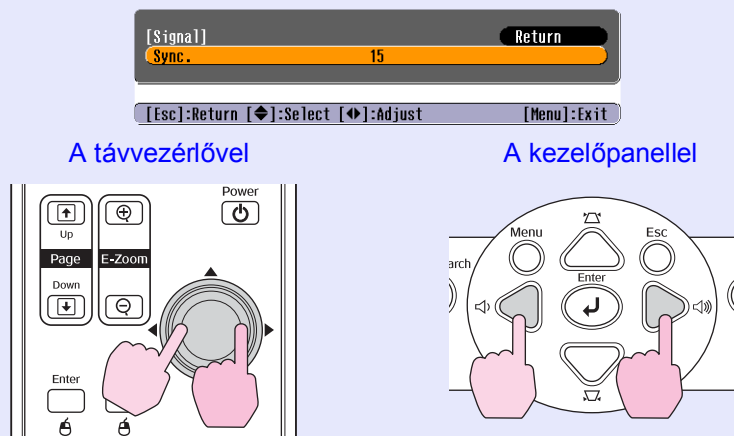 [Signal] Return
Sync. 15
[Esc]:Return [◆]:Select [◆]:Adjust [Menu]:Exit
A távvezérlővel
A kezelőpanellel
Power
Up
Page E-Zoom
Down
Enter
Menu
Esc
arch
Enter